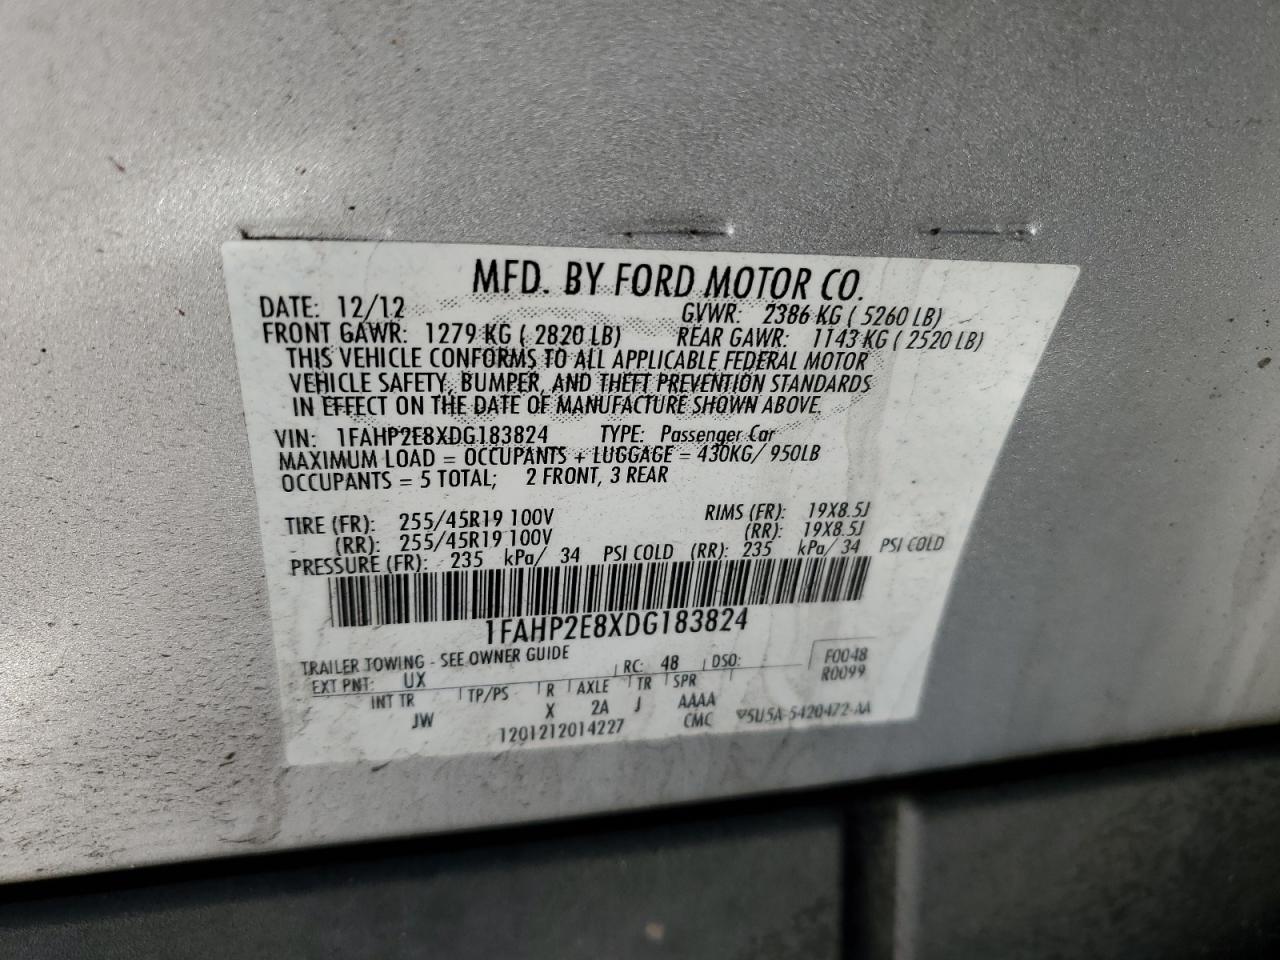 MFD. BY FORD MOTOR CO.
DATE: 12/12 GVWR: 2386 KG ( 5260 LB)
FRONT GAWR: 1279 KG ( 2820 LB) REAR GAWR: 1143 KG ( 2520 LB)
THIS VEHICLE CONFORMS TO ALL APPLICABLE FEDERAL MOTOR
VEHICLE SAFETY, BUMPER, AND THEFT PREVENTION STANDARDS
IN EFFECT ON THE DATE OF MANUFACTURE SHOWN ABOVE.
VIN: 1FAHP2E8XDG183824 TYPE: Passenger Car
MAXIMUM LOAD = OCCUPANTS + LUGGAGE = 430KG/ 950LB
OCCUPANTS = 5 TOTAL; 2 FRONT, 3 REAR
TIRE (FR): 255/45R19 100V RIMS (FR): 19X8.5J
(RR): 255/45R19 100V (RR): 19X8.5J
PRESSURE (FR): 235 kPa/ 34 PSI COLD (RR): 235 kPa/ 34 PSI COLD
1FAHP2E8XDG183824
TRAILER TOWING - SEE OWNER GUIDE
EXT PNT: UX RC: 48 DSO: F0048
R0099
INT TR TP/PS R AXLE TR SPR
JW X 2A J AAAA
1201212014227 CMC 5U5A-5420472-AA